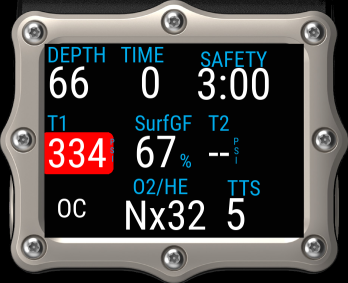 DEPTH TIME SAFETY
66 0 3:00
T1 SurfGF T2
334 PSI 67 % -- PSI
O2/HE TTS
OC Nx32 5